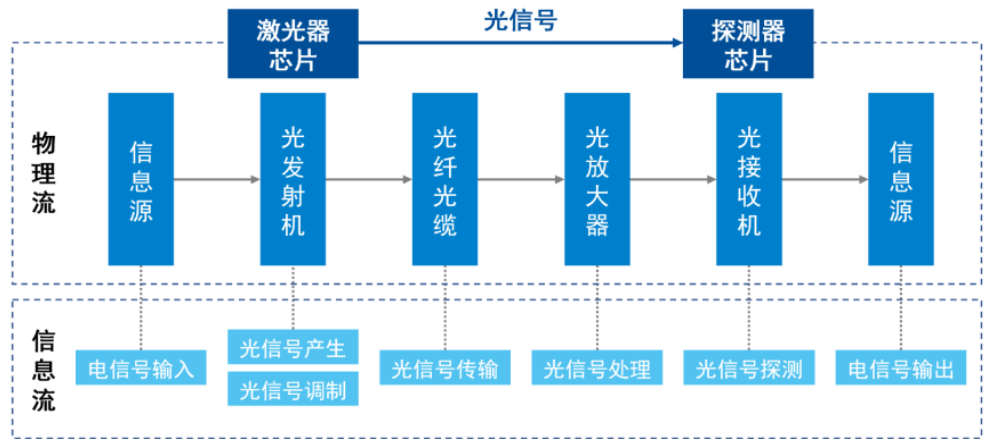 光信号
激光器
芯片
探测器
芯片
物理流
信息源
光发射机
光纤光缆
光放大器
光接收机
信息源
信息流
电信号输入
光信号产生
光信号调制
光信号传输
光信号处理
光信号探测
电信号输出